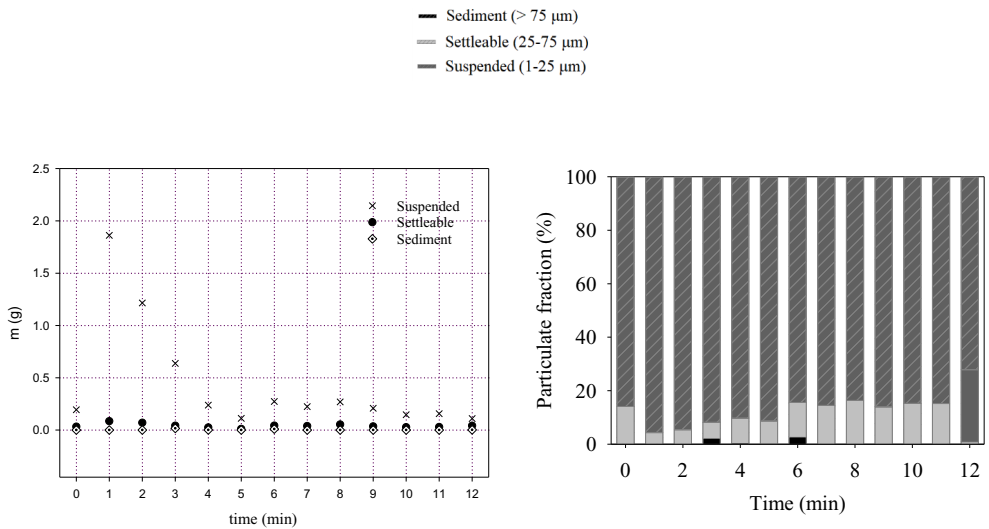 Sediment (> 75 μm)
Settleable (25-75 μm)
Suspended (1-25 μm)
m (g)
2.5
2.0
1.5
1.0
0.5
0.0
Suspended
Settleable
Sediment
0 1 2 3 4 5 6 7 8 9 10 11 12
time (min)
Particulate fraction (%)
100
80
60
40
20
0
0 2 4 6 8 10 12
Time (min)